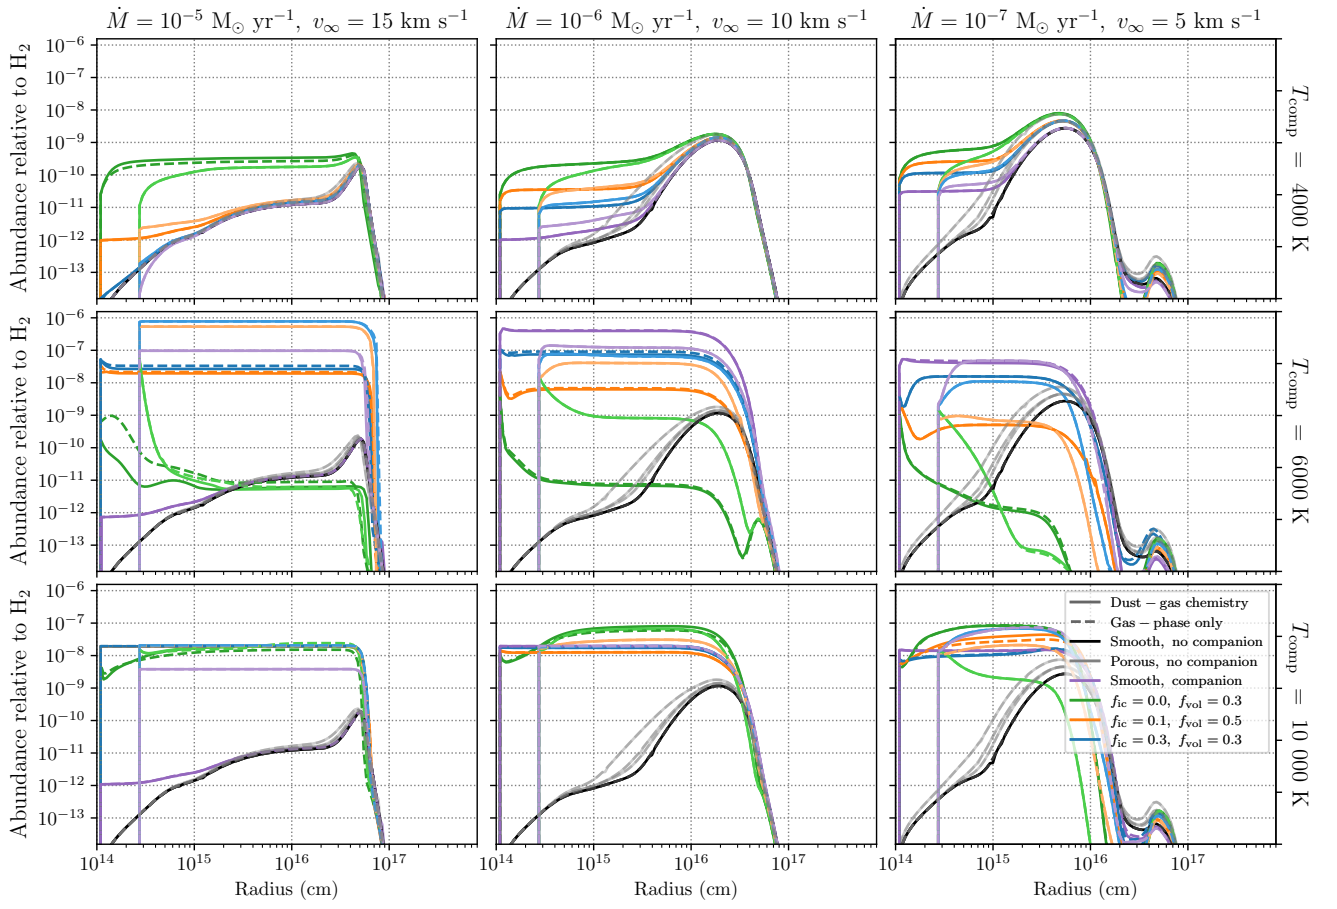 Ṁ = 10⁻⁵ M☉ yr⁻¹, v∞ = 15 km s⁻¹
Ṁ = 10⁻⁶ M☉ yr⁻¹, v∞ = 10 km s⁻¹
Ṁ = 10⁻⁷ M☉ yr⁻¹, v∞ = 5 km s⁻¹
Abundance relative to H₂
10⁻⁶
10⁻⁷
10⁻⁸
10⁻⁹
10⁻¹⁰
10⁻¹¹
10⁻¹²
10⁻¹³
T_comp = 4000 K
Abundance relative to H₂
10⁻⁶
10⁻⁷
10⁻⁸
10⁻⁹
10⁻¹⁰
10⁻¹¹
10⁻¹²
10⁻¹³
T_comp = 6000 K
Abundance relative to H₂
10⁻⁶
10⁻⁷
10⁻⁸
10⁻⁹
10⁻¹⁰
10⁻¹¹
10⁻¹²
10⁻¹³
T_comp = 10 000 K
Dust – gas chemistry
Gas – phase only
Smooth, no companion
Porous, no companion
Smooth, companion
f_ic = 0.0, f_vol = 0.3
f_ic = 0.1, f_vol = 0.5
f_ic = 0.3, f_vol = 0.3
10¹⁴ 10¹⁵ 10¹⁶ 10¹⁷
10¹⁴ 10¹⁵ 10¹⁶ 10¹⁷
10¹⁴ 10¹⁵ 10¹⁶ 10¹⁷
Radius (cm)
Radius (cm)
Radius (cm)